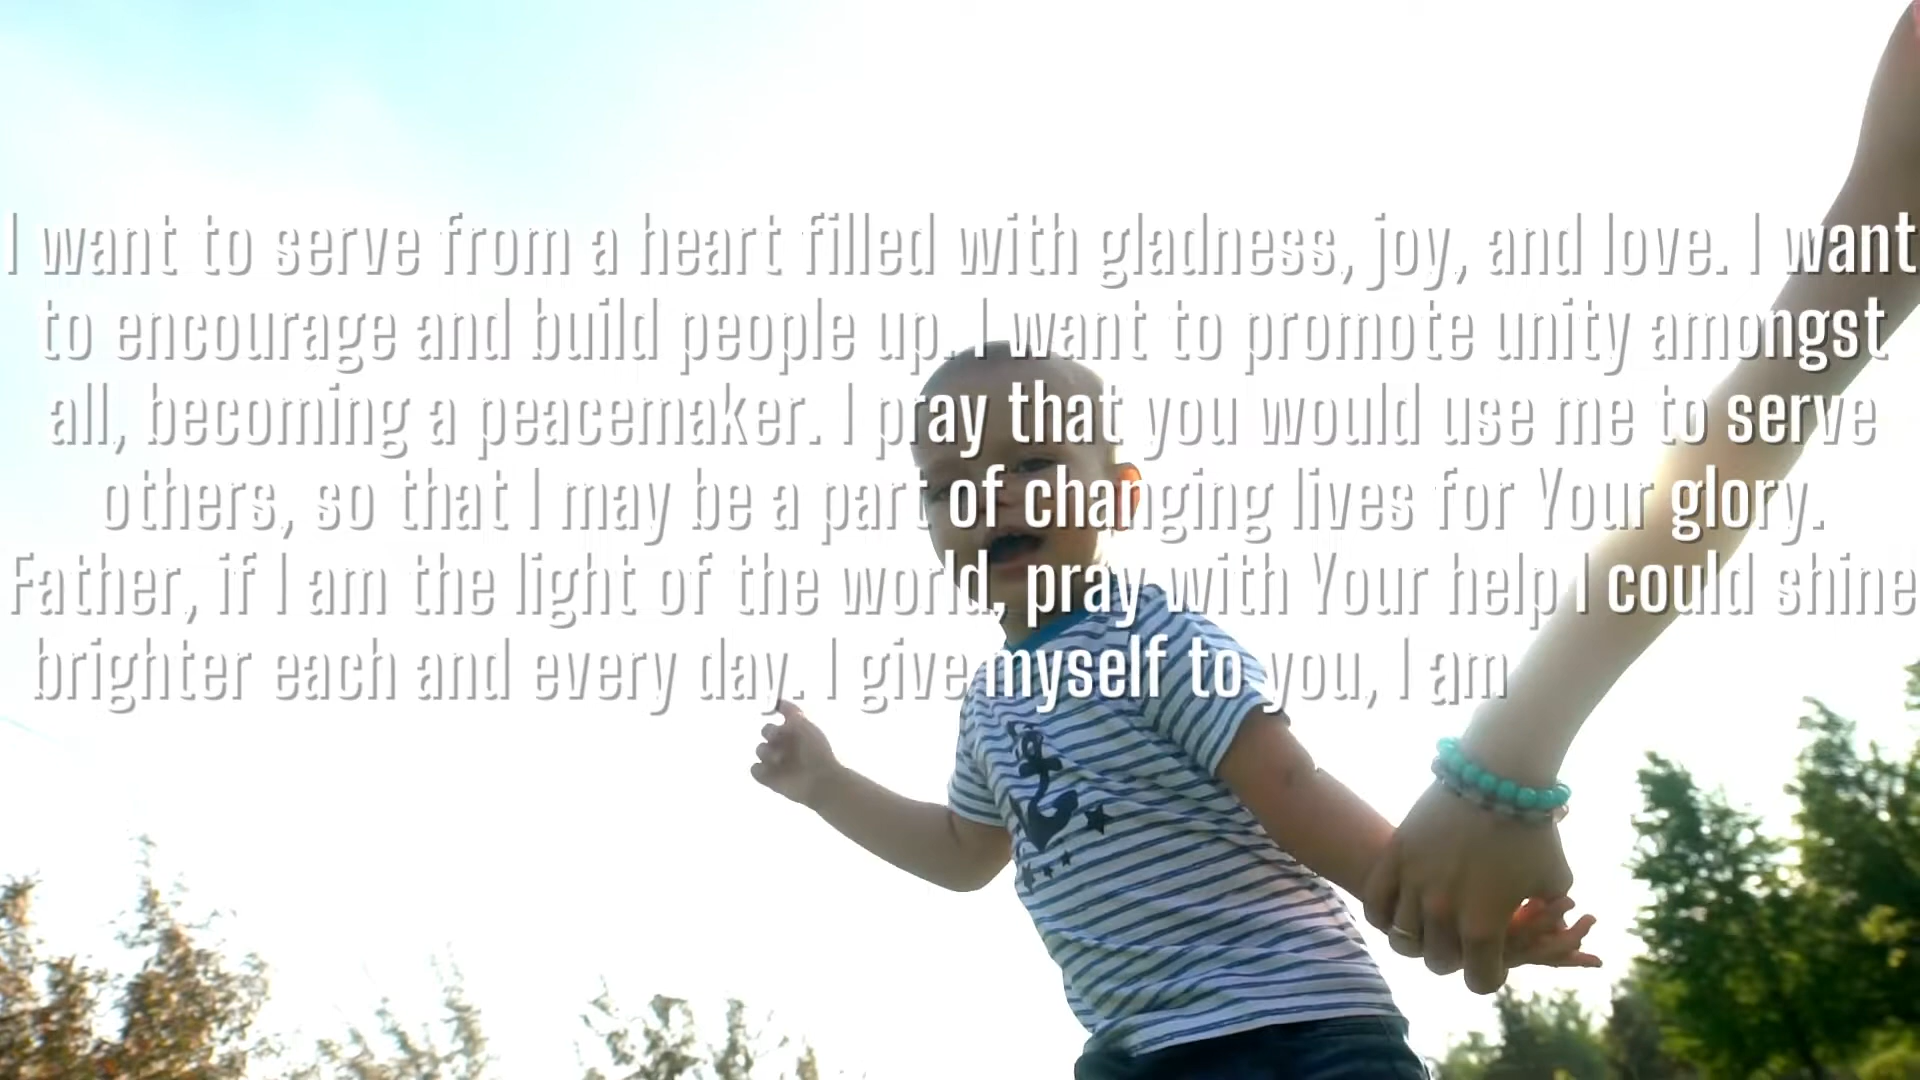 I want to serve from a heart filled with gladness, joy, and love. I want
to encourage and build people up. I want to promote unity amongst
all, becoming a peacemaker. I pray that you would use me to serve
others, so that I may be a part of changing lives for Your glory.
Father, if I am the light of the world, pray with Your help I could shine
brighter each and every day. I give myself to you, I am